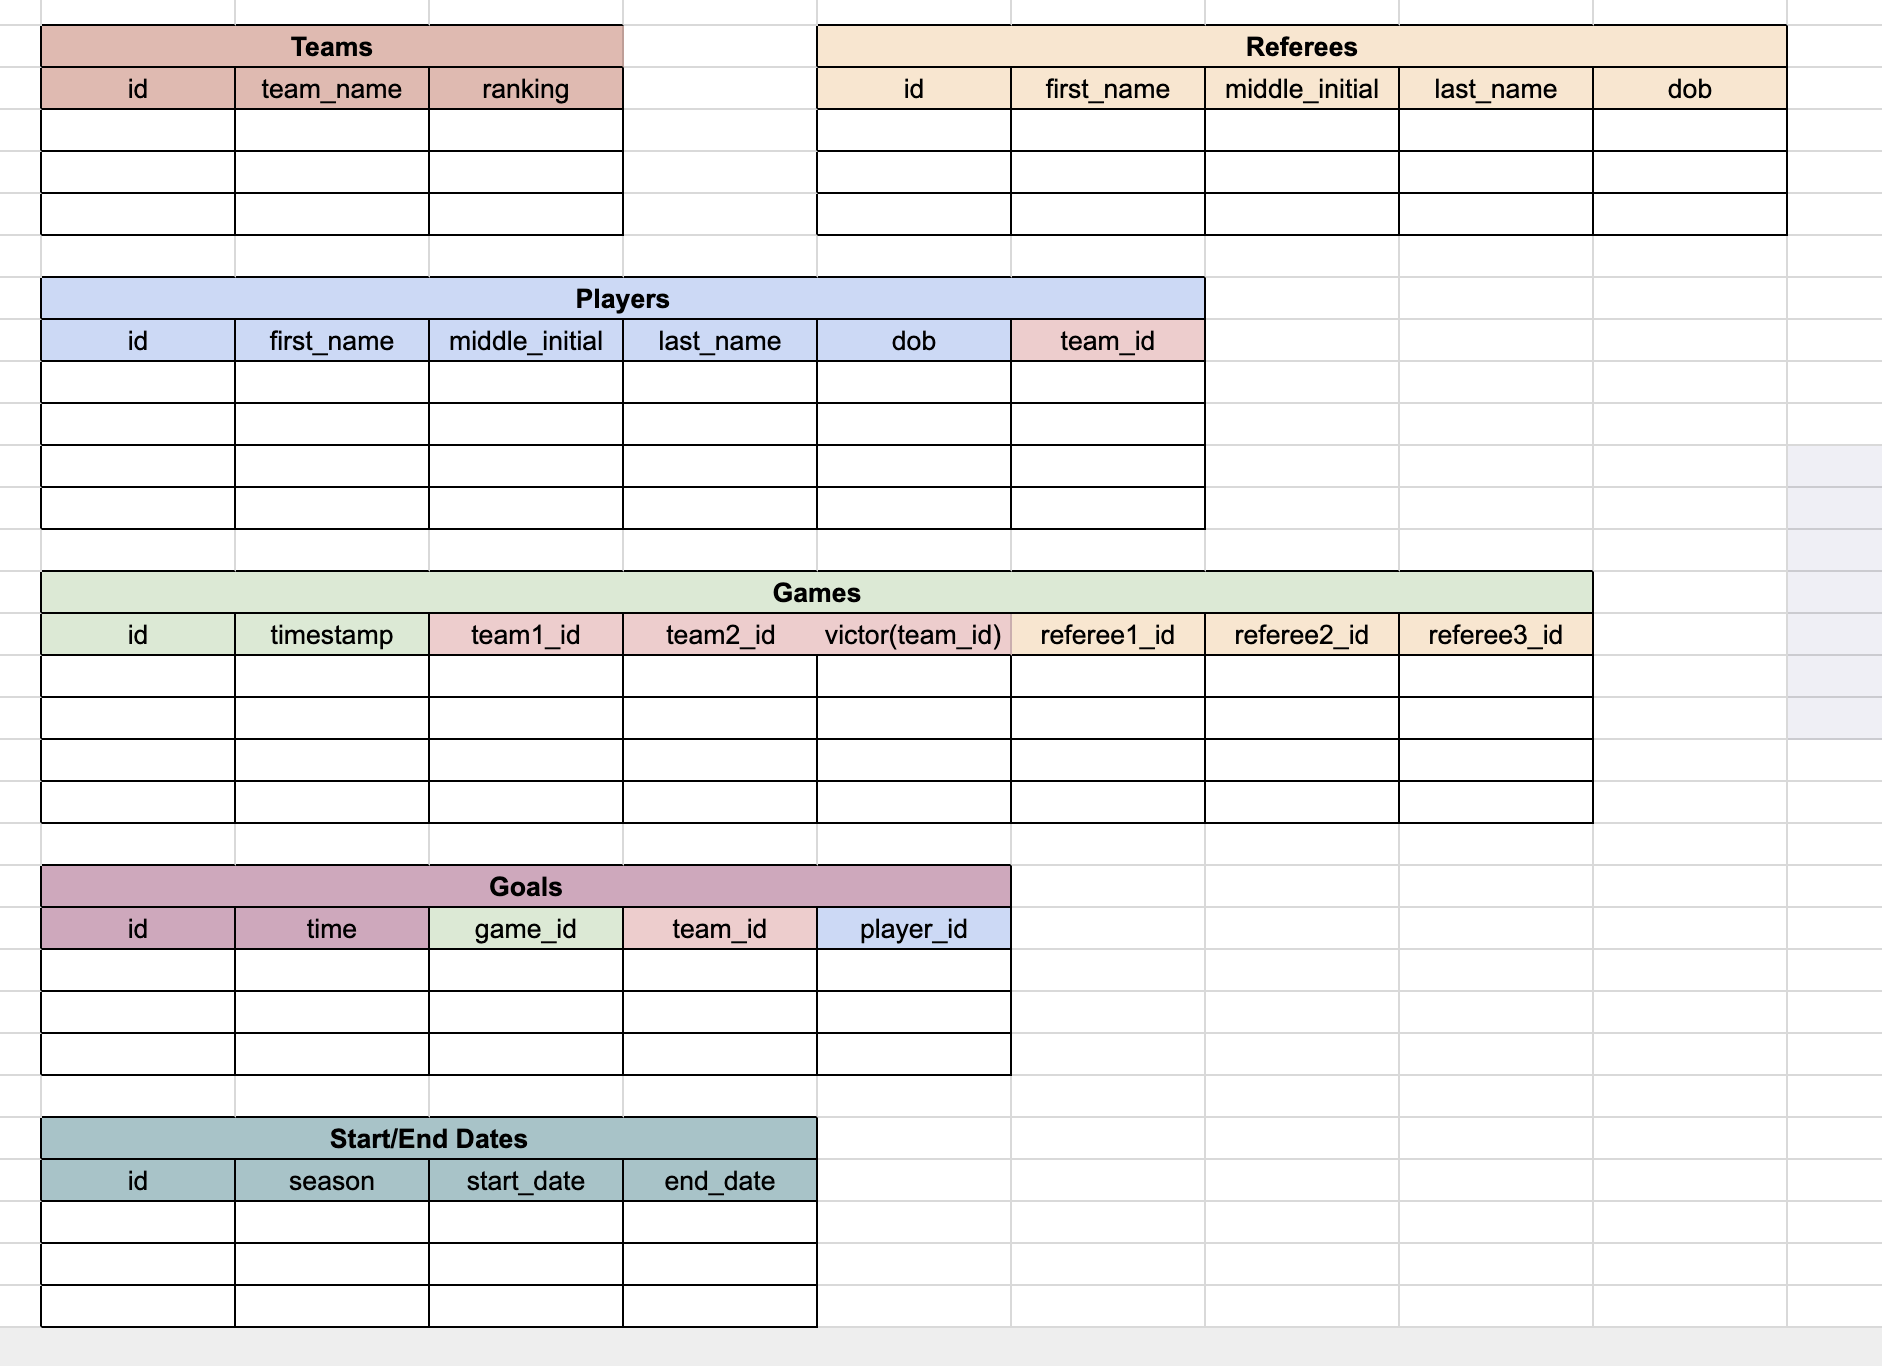 Teams
id team_name ranking
Referees
id first_name middle_initial last_name dob
Players
id first_name middle_initial last_name dob team_id
Games
id timestamp team1_id team2_id victor(team_id) referee1_id referee2_id referee3_id
Goals
id time game_id team_id player_id
Start/End Dates
id season start_date end_date